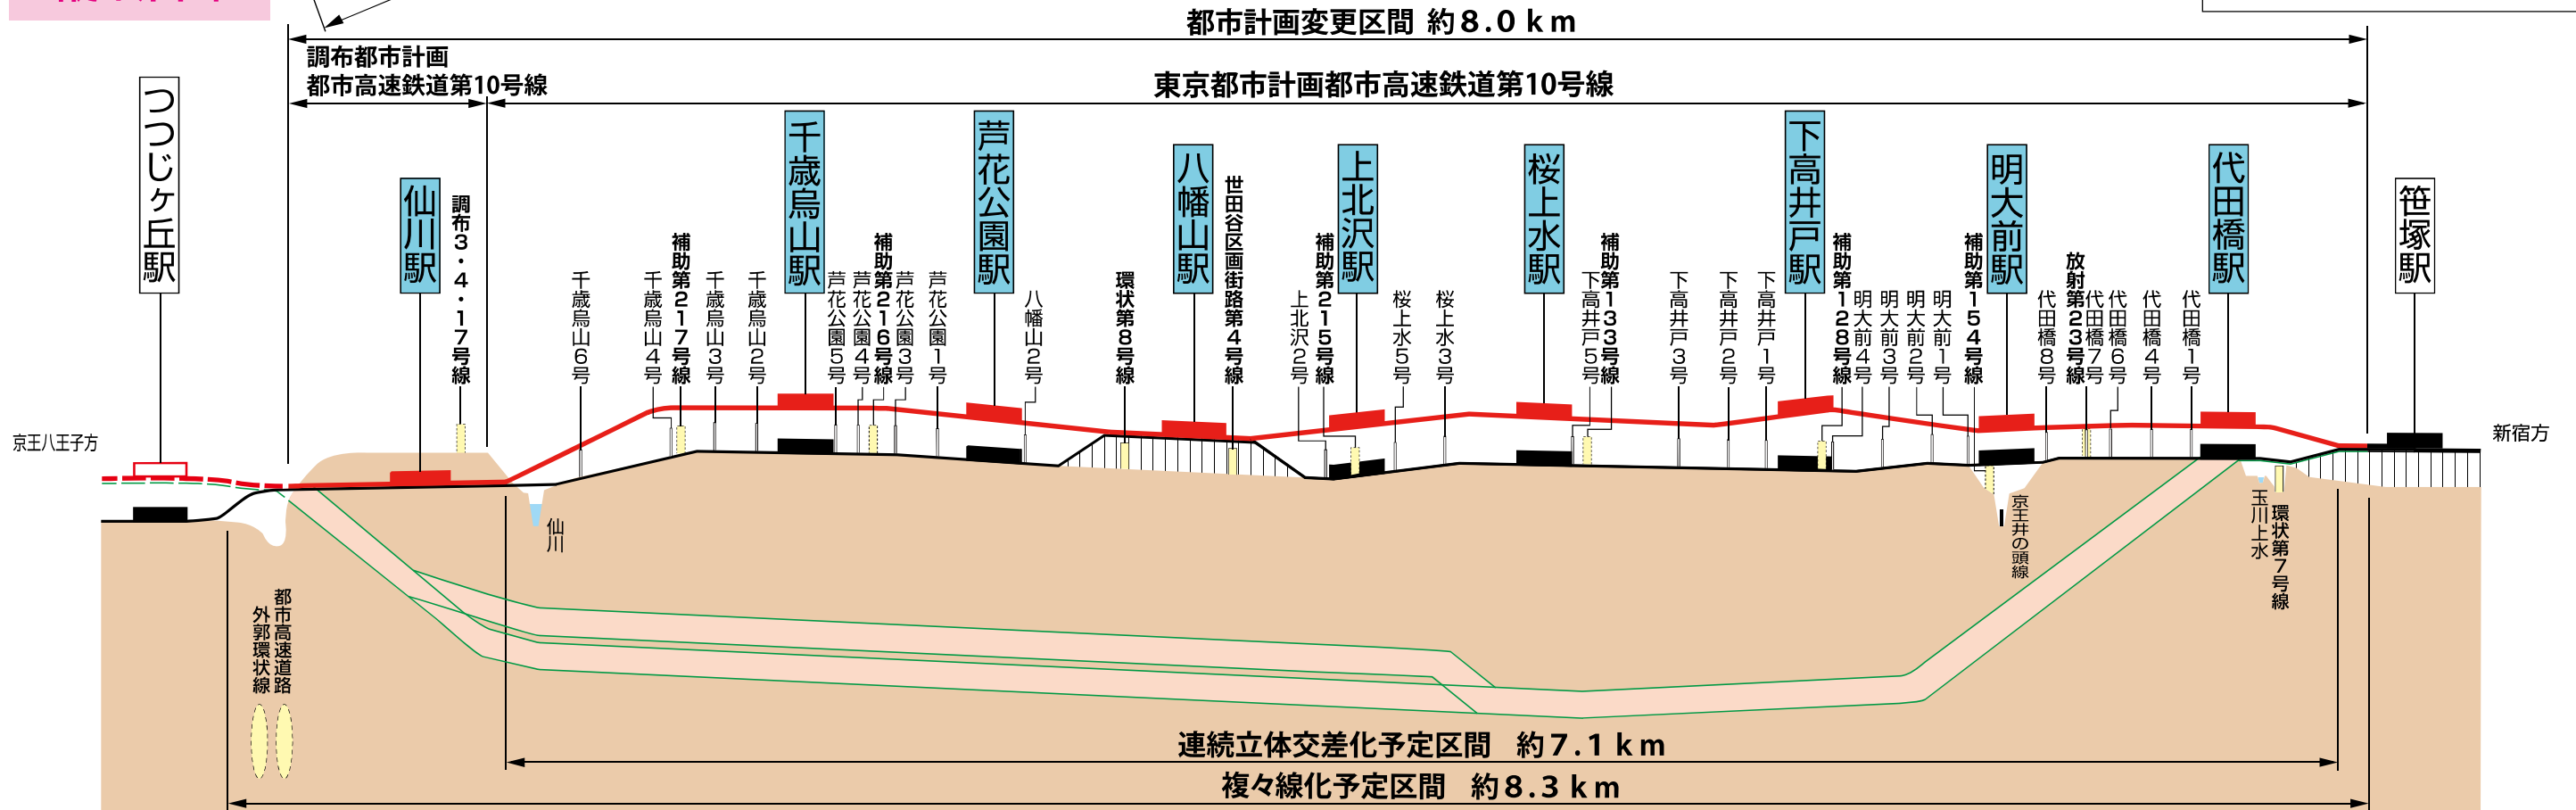 都市計画変更区間 約8.0km
調布都市計画
都市高速鉄道第10号線
東京都市計画都市高速鉄道第10号線
つつじヶ丘駅
仙川駅
調布3・4・17号線
千歳烏山6号
千歳烏山4号
補助第217号線
千歳烏山3号
千歳烏山2号
千歳烏山駅
芦花公園5号
芦花公園4号
補助第216号線
芦花公園3号
芦花公園1号
芦花公園駅
八幡山2号
環状第8号線
八幡山駅
世田谷区画街路第4号線
上北沢2号
補助第215号線
上北沢駅
桜上水5号
桜上水3号
桜上水駅
下高井戸5号
補助第133号線
下高井戸3号
下高井戸2号
下高井戸1号
下高井戸駅
補助第128号線
明大前4号
明大前3号
明大前2号
明大前1号
補助第154号線
明大前駅
代田橋8号
放射第23号線
代田橋7号
代田橋6号
代田橋4号
代田橋1号
代田橋駅
笹塚駅
京王八王子方
新宿方
仙川
京王井の頭線
玉川上水
環状第7号線
都市高速道路
外郭環状線
連続立体交差化予定区間 約7.1km
複々線化予定区間 約8.3km